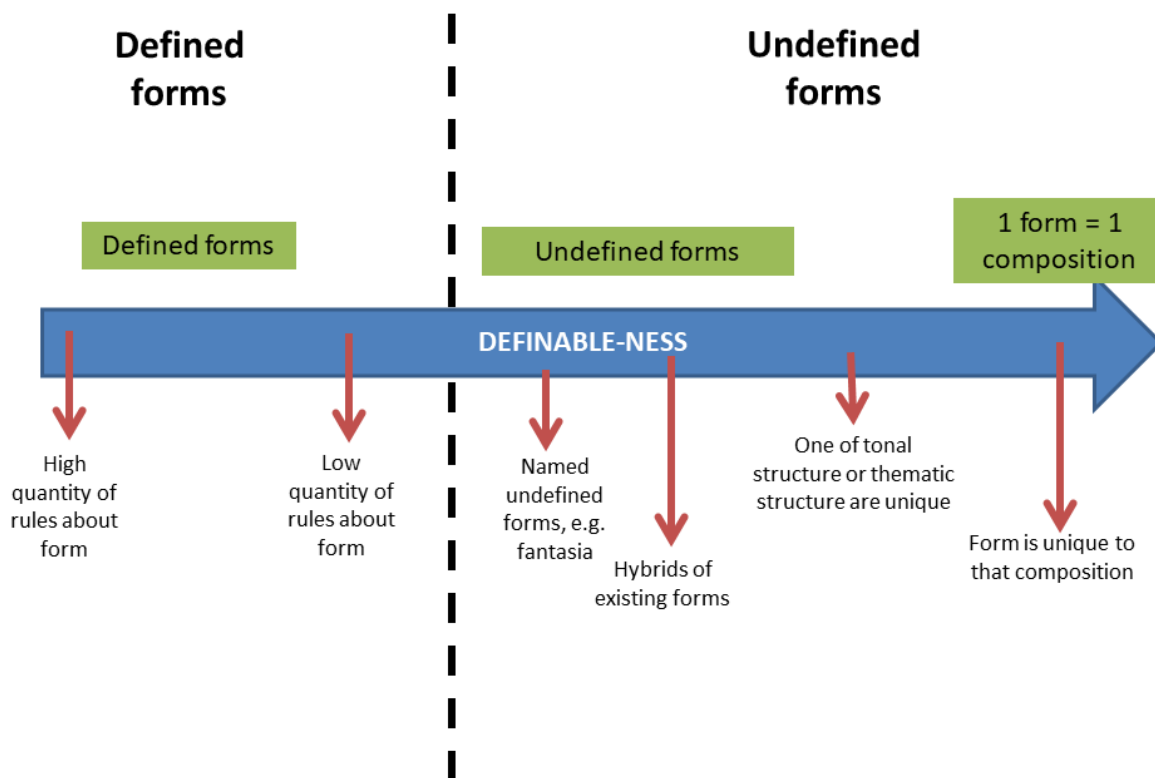 Defined
forms
Undefined
forms
Defined forms
Undefined forms
1 form = 1
composition
DEFINABLE-NESS
High
quantity of
rules about
form
Low
quantity of
rules about
form
Named
undefined
forms, e.g.
fantasia
Hybrids of
existing forms
One of tonal
structure or thematic
structure are unique
Form is unique to
that composition